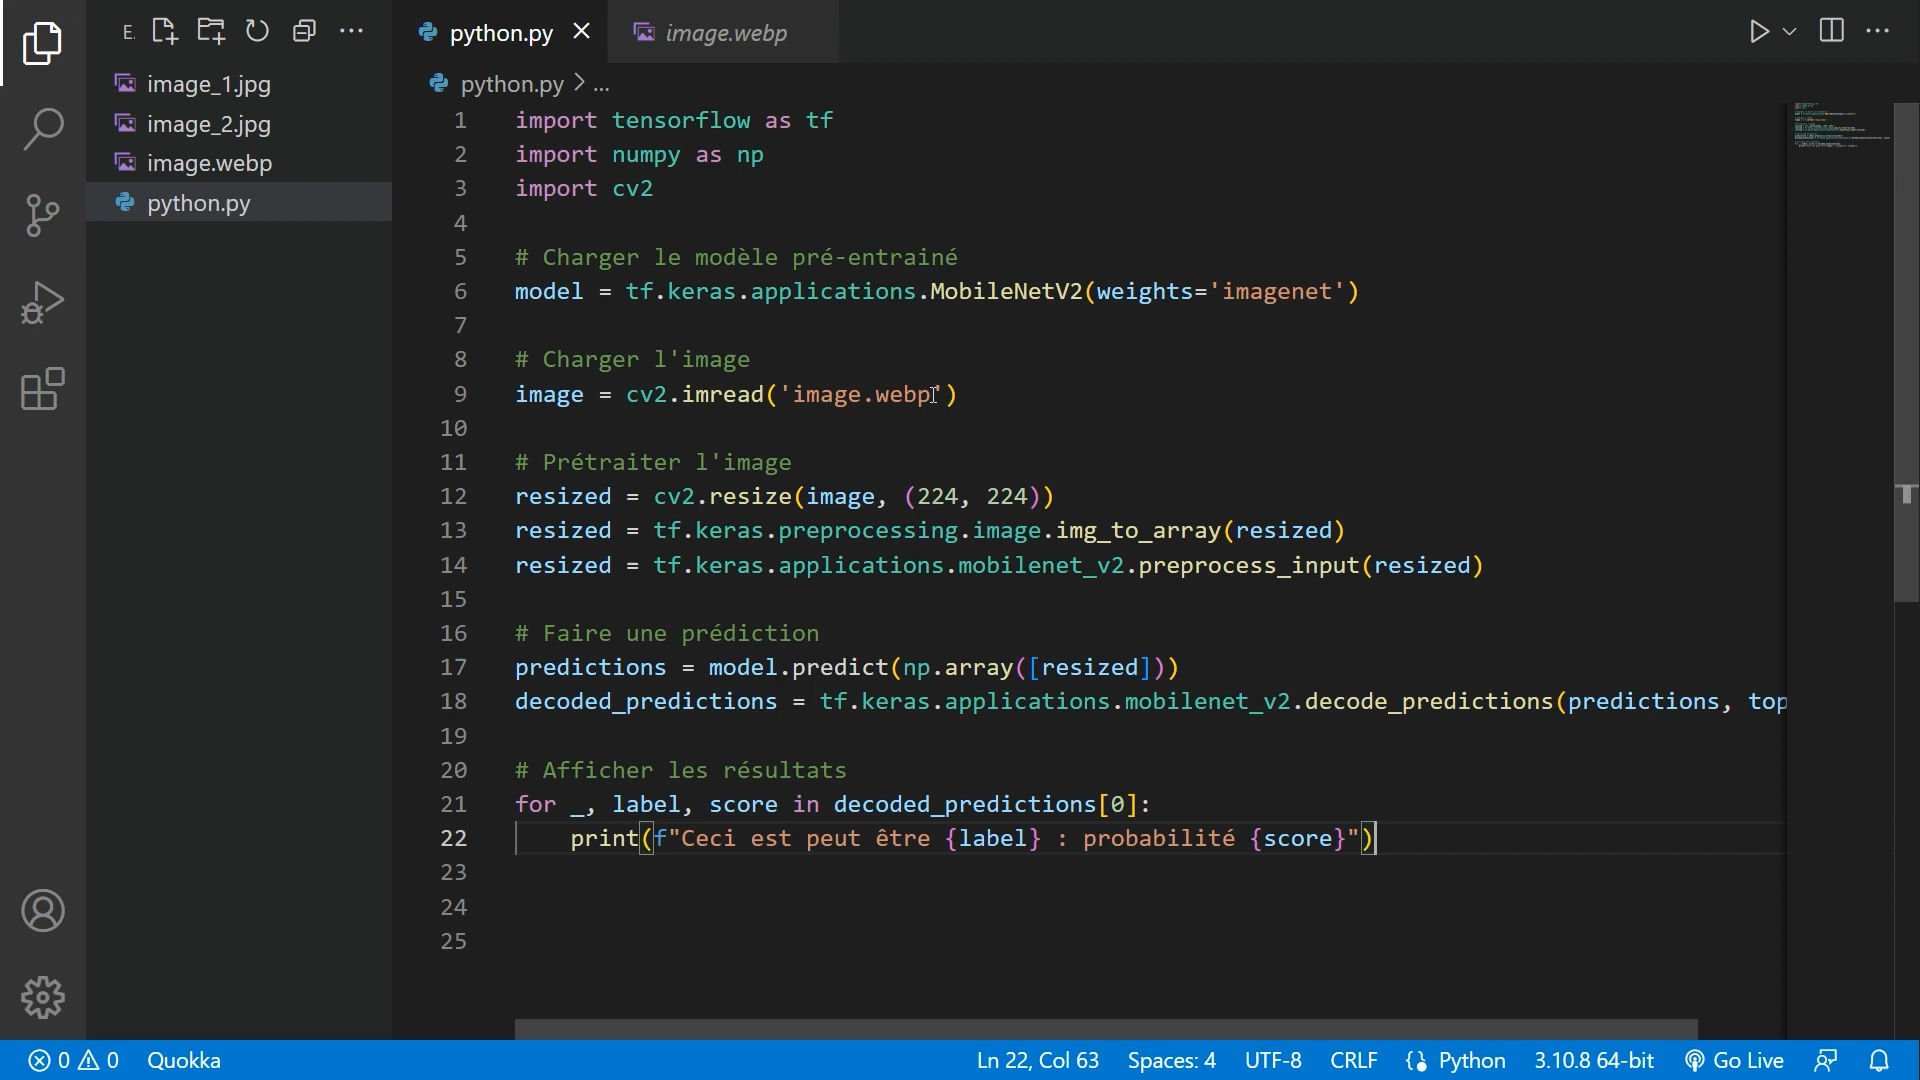 E.
python.py
image.webp
image_1.jpg
image_2.jpg
image.webp
python.py
python.py > ...
1 import tensorflow as tf
2 import numpy as np
3 import cv2
4
5 # Charger le modèle pré-entrainé
6 model = tf.keras.applications.MobileNetV2(weights='imagenet')
7
8 # Charger l'image
9 image = cv2.imread('image.webp')
10
11 # Prétraiter l'image
12 resized = cv2.resize(image, (224, 224))
13 resized = tf.keras.preprocessing.image.img_to_array(resized)
14 resized = tf.keras.applications.mobilenet_v2.preprocess_input(resized)
15
16 # Faire une prédiction
17 predictions = model.predict(np.array([resized]))
18 decoded_predictions = tf.keras.applications.mobilenet_v2.decode_predictions(predictions, top
19
20 # Afficher les résultats
21 for _, label, score in decoded_predictions[0]:
22     print(f"Ceci est peut être {label} : probabilité {score}")
23
24
25
0 0 Quokka Ln 22, Col 63 Spaces: 4 UTF-8 CRLF Python 3.10.8 64-bit Go Live